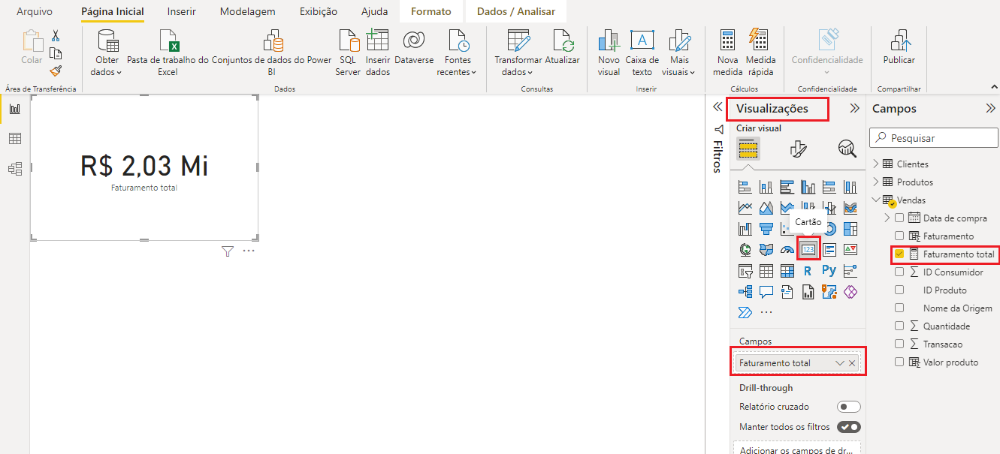 Arquivo
Página Inicial
Inserir
Modelagem
Exibição
Ajuda
Formato
Dados / Analisar
Colar
Obter
dados
Pasta de trabalho do
Excel
Conjuntos de dados do Power
BI
SQL
Server
Inserir
dados
Dataverse
Fontes
recentes
Transformar
dados
Atualizar
Novo
visual
Caixa de
texto
Mais
visuais
Nova
medida
Medida
rápida
Confidencialidade
Publicar
Área de Transferência
Dados
Consultas
Inserir
Cálculos
Confidencialidade
Compartilhar
R$ 2,03 Mi
Faturamento total
Filtros
Visualizações
Criar visual
Cartão
123
R
Py
Campos
Faturamento total
Drill-through
Relatório cruzado
Manter todos os filtros
Adicionar os campos de dr...
Campos
Pesquisar
Clientes
Produtos
Vendas
Data de compra
Faturamento
Faturamento total
ID Consumidor
ID Produto
Nome da Origem
Quantidade
Transacao
Valor produto